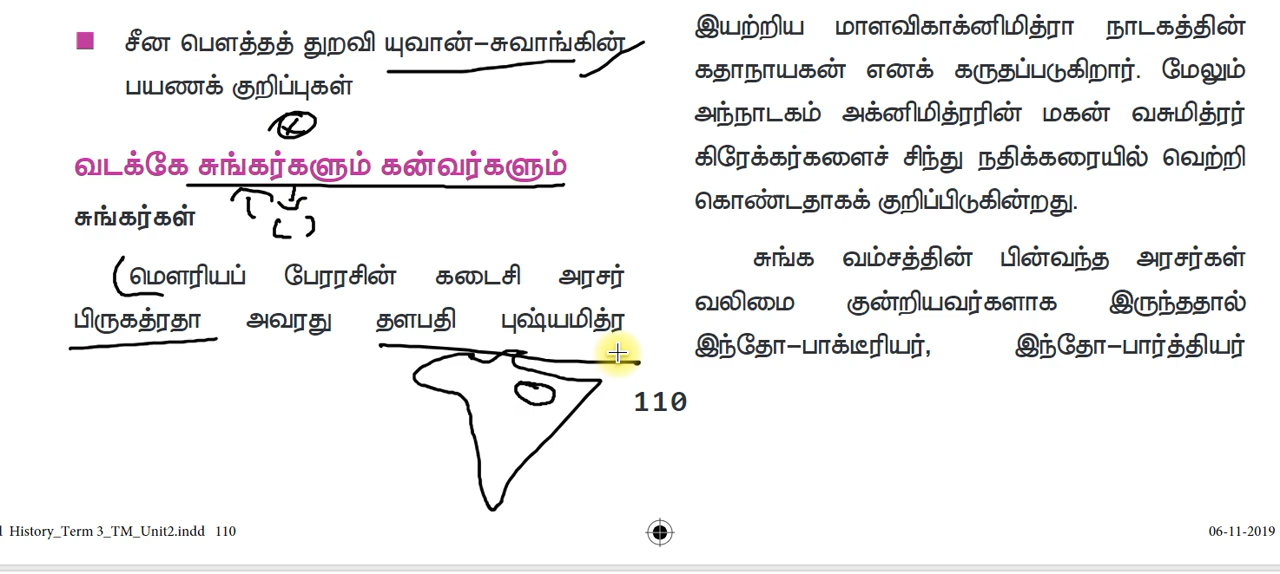 ■ சீன பௌத்தத் துறவி யுவான்–சுவாங்கின்
பயணக் குறிப்புகள்
வடக்கே சுங்கர்களும் கன்வர்களும்
சுங்கர்கள்
மௌரியப் பேரரசின் கடைசி அரசர்
பிருகத்ரதா அவரது தளபதி புஷ்யமித்ர
இயற்றிய மாளவிகாக்னிமித்ரா நாடகத்தின்
கதாநாயகன் எனக் கருதப்படுகிறார். மேலும்
அந்நாடகம் அக்னிமித்ரரின் மகன் வசுமித்ரர்
கிரேக்கர்களைச் சிந்து நதிக்கரையில் வெற்றி
கொண்டதாகக் குறிப்பிடுகின்றது.
சுங்க வம்சத்தின் பின்வந்த அரசர்கள்
வலிமை குன்றியவர்களாக இருந்ததால்
இந்தோ–பாக்டீரியர், இந்தோ–பார்த்தியர்
110
History_Term 3_TM_Unit2.indd 110
06-11-2019